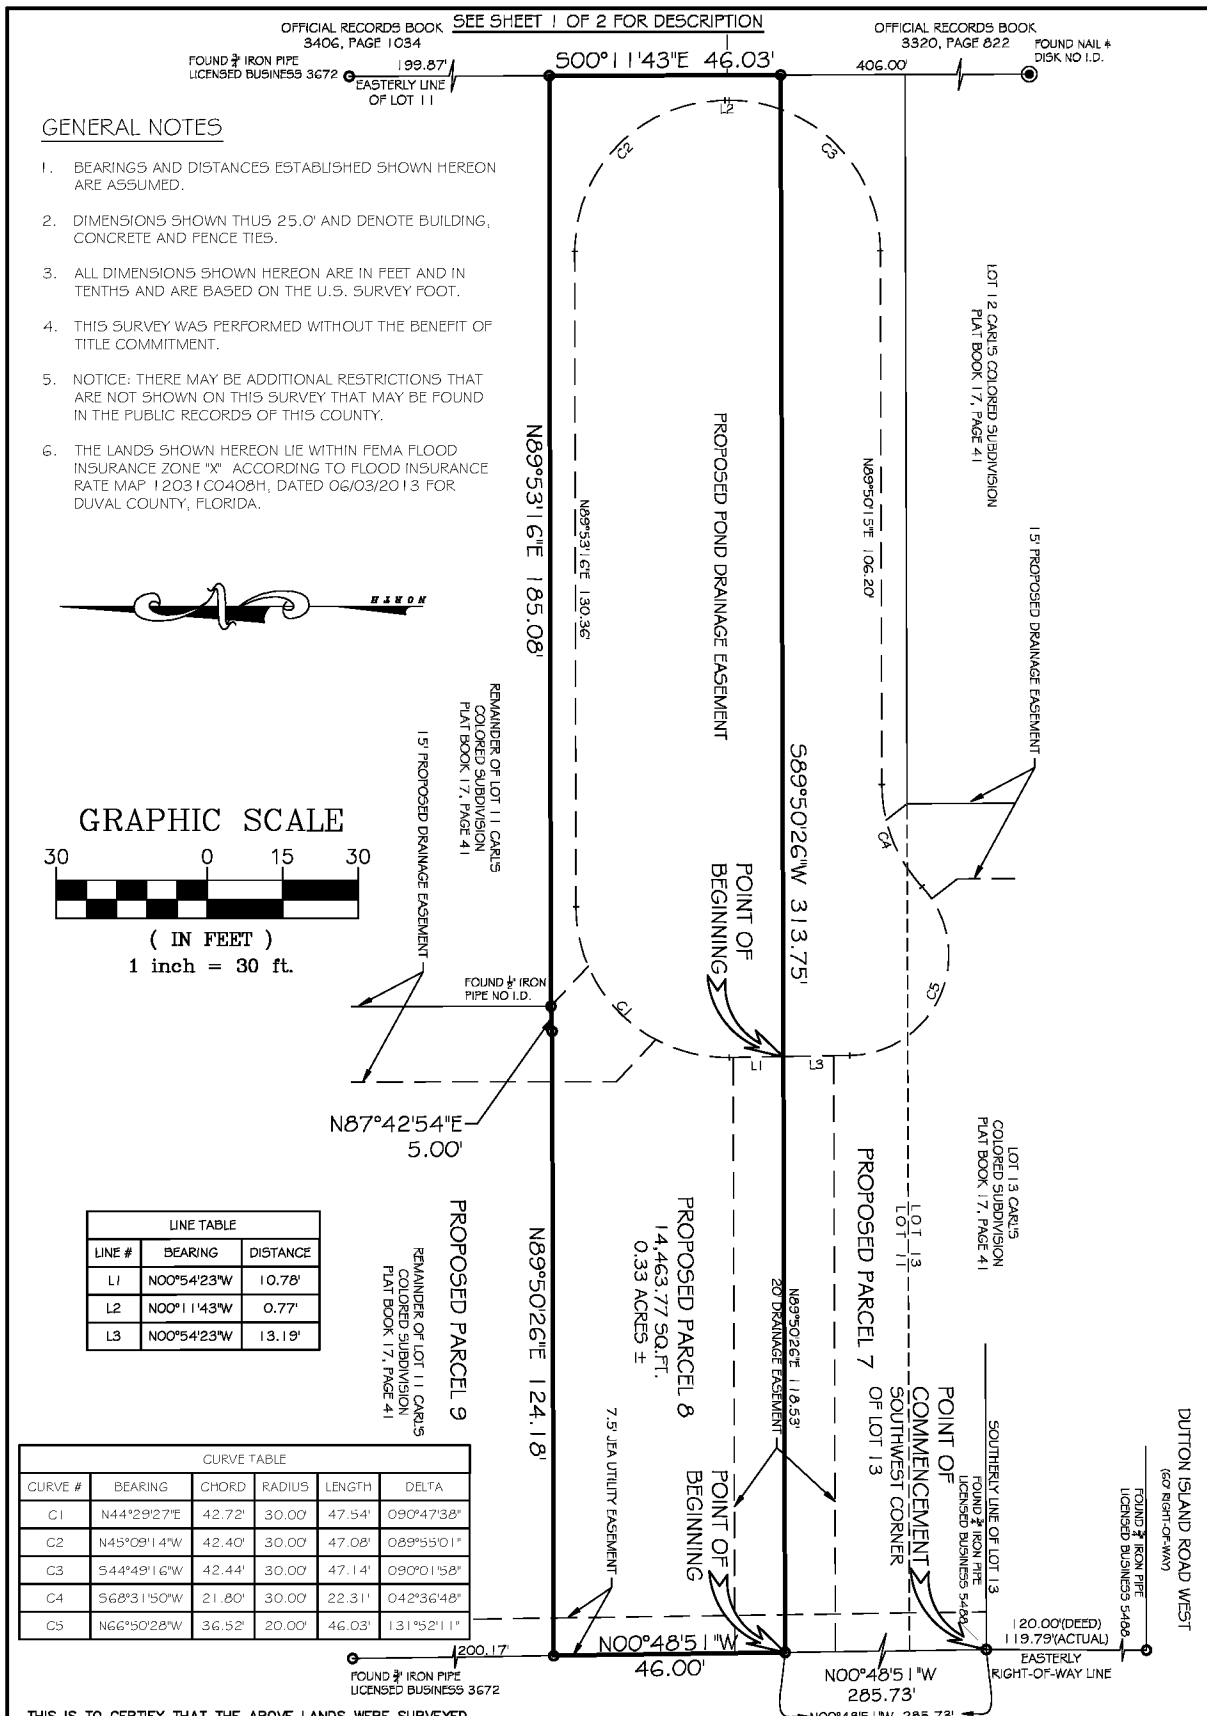 SEE SHEET 1 OF 2 FOR DESCRIPTION
OFFICIAL RECORDS BOOK
3406, PAGE 1034
OFFICIAL RECORDS BOOK
3320, PAGE 822
FOUND 3/4" IRON PIPE
LICENSED BUSINESS 3672
199.87'
EASTERLY LINE
OF LOT 11
S00°11'43"E 46.03'
406.00'
FOUND NAIL &
DISK NO I.D.
GENERAL NOTES
1. BEARINGS AND DISTANCES ESTABLISHED SHOWN HEREON
ARE ASSUMED.
2. DIMENSIONS SHOWN THUS 25.0' AND DENOTE BUILDING,
CONCRETE AND FENCE TIES.
3. ALL DIMENSIONS SHOWN HEREON ARE IN FEET AND IN
TENTHS AND ARE BASED ON THE U.S. SURVEY FOOT.
4. THIS SURVEY WAS PERFORMED WITHOUT THE BENEFIT OF
TITLE COMMITMENT.
5. NOTICE: THERE MAY BE ADDITIONAL RESTRICTIONS THAT
ARE NOT SHOWN ON THIS SURVEY THAT MAY BE FOUND
IN THE PUBLIC RECORDS OF THIS COUNTY.
6. THE LANDS SHOWN HEREON LIE WITHIN FEMA FLOOD
INSURANCE ZONE "X" ACCORDING TO FLOOD INSURANCE
RATE MAP 12031C0408H, DATED 06/03/2013 FOR
DUVAL COUNTY, FLORIDA.
NORTH
L2
C2
C3
LOT 12 CARL'S COLORED SUBDIVISION
PLAT BOOK 17, PAGE 41
N89°53'16"E 185.08'
N89°53'16"E 130.36'
PROPOSED POND DRAINAGE EASEMENT
N89°50'15"E 106.20'
15' PROPOSED DRAINAGE EASEMENT
REMAINDER OF LOT 11 CARL'S
COLORED SUBDIVISION
PLAT BOOK 17, PAGE 41
15' PROPOSED DRAINAGE EASEMENT
S89°50'26"W 313.75'
GRAPHIC SCALE
30 0 15 30
( IN FEET )
1 inch = 30 ft.
C4
POINT OF
BEGINNING
FOUND 1/2" IRON
PIPE NO I.D.
C1
C5
L1
L3
N87°42'54"E
5.00'
LINE TABLE
LINE # BEARING DISTANCE
L1 N00°54'23"W 10.78'
L2 N00°11'43"W 0.77'
L3 N00°54'23"W 13.19'
PROPOSED PARCEL 9
REMAINDER OF LOT 11 CARL'S
COLORED SUBDIVISION
PLAT BOOK 17, PAGE 41
N89°50'26"E 124.18'
PROPOSED PARCEL 8
14,463.77 SQ.FT.
0.33 ACRES ±
N89°50'26"E 118.53'
20' DRAINAGE EASEMENT
PROPOSED PARCEL 7
LOT 13
LOT 11
LOT 13 CARL'S
COLORED SUBDIVISION
PLAT BOOK 17, PAGE 41
CURVE TABLE
CURVE # BEARING CHORD RADIUS LENGTH DELTA
C1 N44°29'27"E 42.72' 30.00' 47.54' 090°47'38"
C2 N45°09'14"W 42.40' 30.00' 47.08' 089°55'01"
C3 S44°49'16"W 42.44' 30.00' 47.14' 090°01'58"
C4 S68°31'50"W 21.80' 30.00' 22.31' 042°36'48"
C5 N66°50'28"W 36.52' 20.00' 46.03' 131°52'11"
7.5' JEA UTILITY EASEMENT
POINT OF
BEGINNING
POINT OF
COMMENCEMENT
SOUTHWEST CORNER
OF LOT 13
SOUTHERLY LINE OF LOT 13
FOUND 3/4" IRON PIPE
LICENSED BUSINESS 5488
FOUND 3/4" IRON PIPE
LICENSED BUSINESS 5488
DUTTON ISLAND ROAD WEST
(60' RIGHT-OF-WAY)
200.17'
FOUND 3/4" IRON PIPE
LICENSED BUSINESS 3672
N00°48'51"W
46.00'
N00°48'51"W
285.73'
120.00'(DEED)
119.79'(ACTUAL)
EASTERLY
RIGHT-OF-WAY LINE
N00°48'51"W 285.73'
THIS IS TO CERTIFY THAT THE ABOVE LANDS WERE SURVEYED